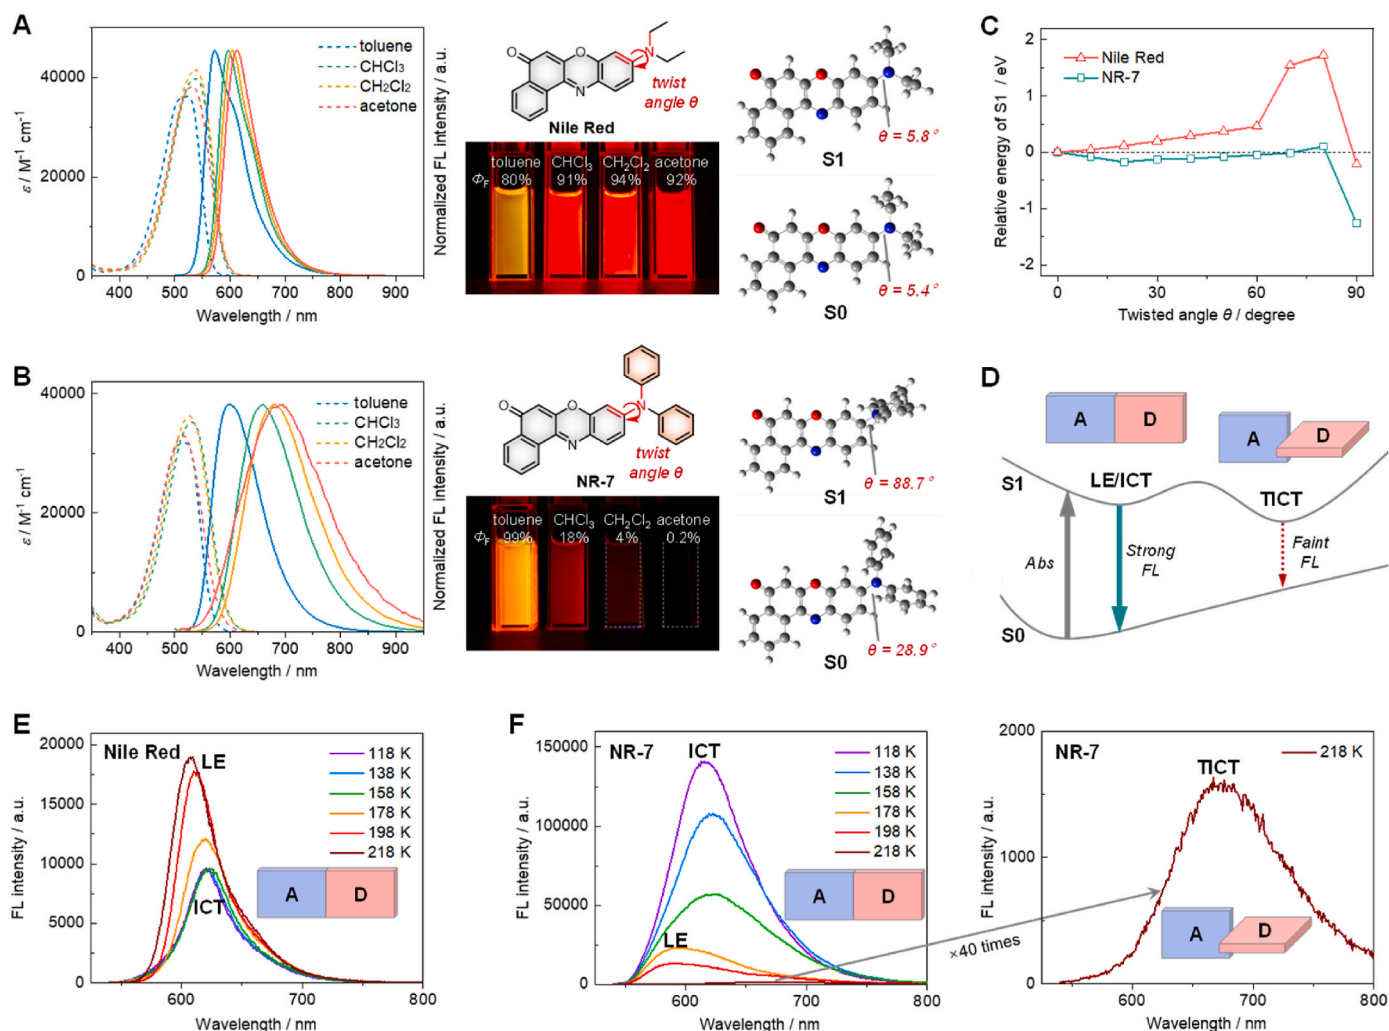 A
40000
20000
0
ε / M⁻¹ cm⁻¹
toluene
CHCl₃
CH₂Cl₂
acetone
400 500 600 700 800 900
Wavelength / nm
Normalized FL intensity / a.u.
O
O
N
N
twist
angle θ
Nile Red
toluene CHCl₃ CH₂Cl₂ acetone
Φ_F 80% 91% 94% 92%
θ = 5.8°
S1
θ = 5.4°
S0
B
40000
20000
0
ε / M⁻¹ cm⁻¹
toluene
CHCl₃
CH₂Cl₂
acetone
400 500 600 700 800 900
Wavelength / nm
Normalized FL intensity / a.u.
O
O
N
N
twist
angle θ
NR-7
toluene CHCl₃ CH₂Cl₂ acetone
Φ_F 99% 18% 4% 0.2%
S1
θ = 88.7°
S0
θ = 28.9°
C
2
1
0
-1
-2
Relative energy of S1 / eV
Nile Red
NR-7
0 30 60 90
Twisted angle θ / degree
D
A D
A D
S1
LE/ICT
TICT
Abs
Strong
FL
Faint
FL
S0
E
20000
15000
10000
5000
0
FL intensity / a.u.
Nile Red
LE
ICT
118 K
138 K
158 K
178 K
198 K
218 K
A D
600 700 800
Wavelength / nm
F
150000
100000
50000
0
FL intensity / a.u.
NR-7
ICT
LE
118 K
138 K
158 K
178 K
198 K
218 K
A D
×40 times
600 700 800
Wavelength / nm
2000
1000
0
FL intensity / a.u.
NR-7
218 K
TICT
A D
600 700 800
Wavelength / nm